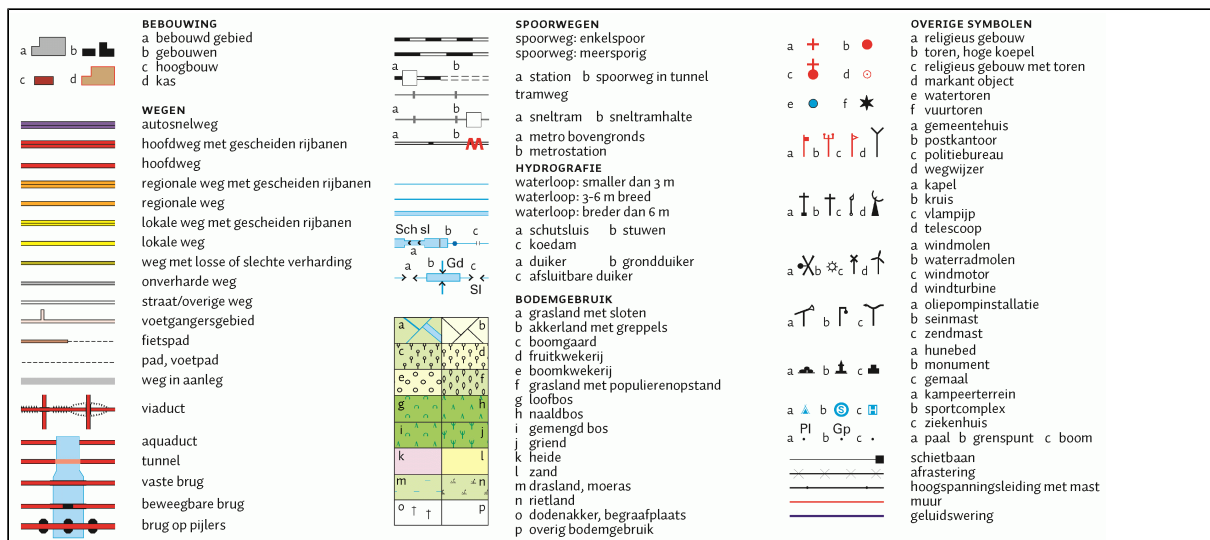 BEBOUWING
a bebouwd gebied
a b
b gebouwen
c hoogbouw
c d
d kas
WEGEN
autosnelweg
hoofdweg met gescheiden rijbanen
hoofdweg
regionale weg met gescheiden rijbanen
regionale weg
lokale weg met gescheiden rijbanen
lokale weg
weg met losse of slechte verharding
onverharde weg
straat/overige weg
voetgangersgebied
fietspad
pad, voetpad
weg in aanleg
viaduct
aquaduct
tunnel
vaste brug
beweegbare brug
brug op pijlers
SPOORWEGEN
spoorweg: enkelspoor
spoorweg: meersporig
a b
a station b spoorweg in tunnel
tramweg
a b
a sneltram b sneltramhalte
a b
a metro bovengronds
b metrostation
HYDROGRAFIE
waterloop: smaller dan 3 m
waterloop: 3-6 m breed
waterloop: breder dan 6 m
Sch sl b c
a
a schutsluis b stuwen
c koedam
a b Gd c
Sl
a duiker b grondduiker
c afsluitbare duiker
BODEMGEBRUIK
a b
c d
e f
g h
i j
k l
m n
o p
a grasland met sloten
b akkerland met greppels
c boomgaard
d fruitkwekerij
e boomkwekerij
f grasland met populierenopstand
g loofbos
h naaldbos
i gemengd bos
j griend
k heide
l zand
m drasland, moeras
n rietland
o dodenakker, begraafplaats
p overig bodemgebruik
OVERIGE SYMBOLEN
a b
c d
e f
a religieus gebouw
b toren, hoge koepel
c religieus gebouw met toren
d markant object
e watertoren
f vuurtoren
a b c d
a gemeentehuis
b postkantoor
c politiebureau
d wegwijzer
a b c d
a kapel
b kruis
c vlampijp
d telescoop
a b c d
a windmolen
b waterradmolen
c windmotor
d windturbine
a b c
a oliepompinstallatie
b seinmast
c zendmast
a b c
a hunebed
b monument
c gemaal
a b S c H
a kampeerterrein
b sportcomplex
c ziekenhuis
Pl Gp
a b c
a paal b grenspunt c boom
schietbaan
afrastering
hoogspanningsleiding met mast
muur
geluidswering